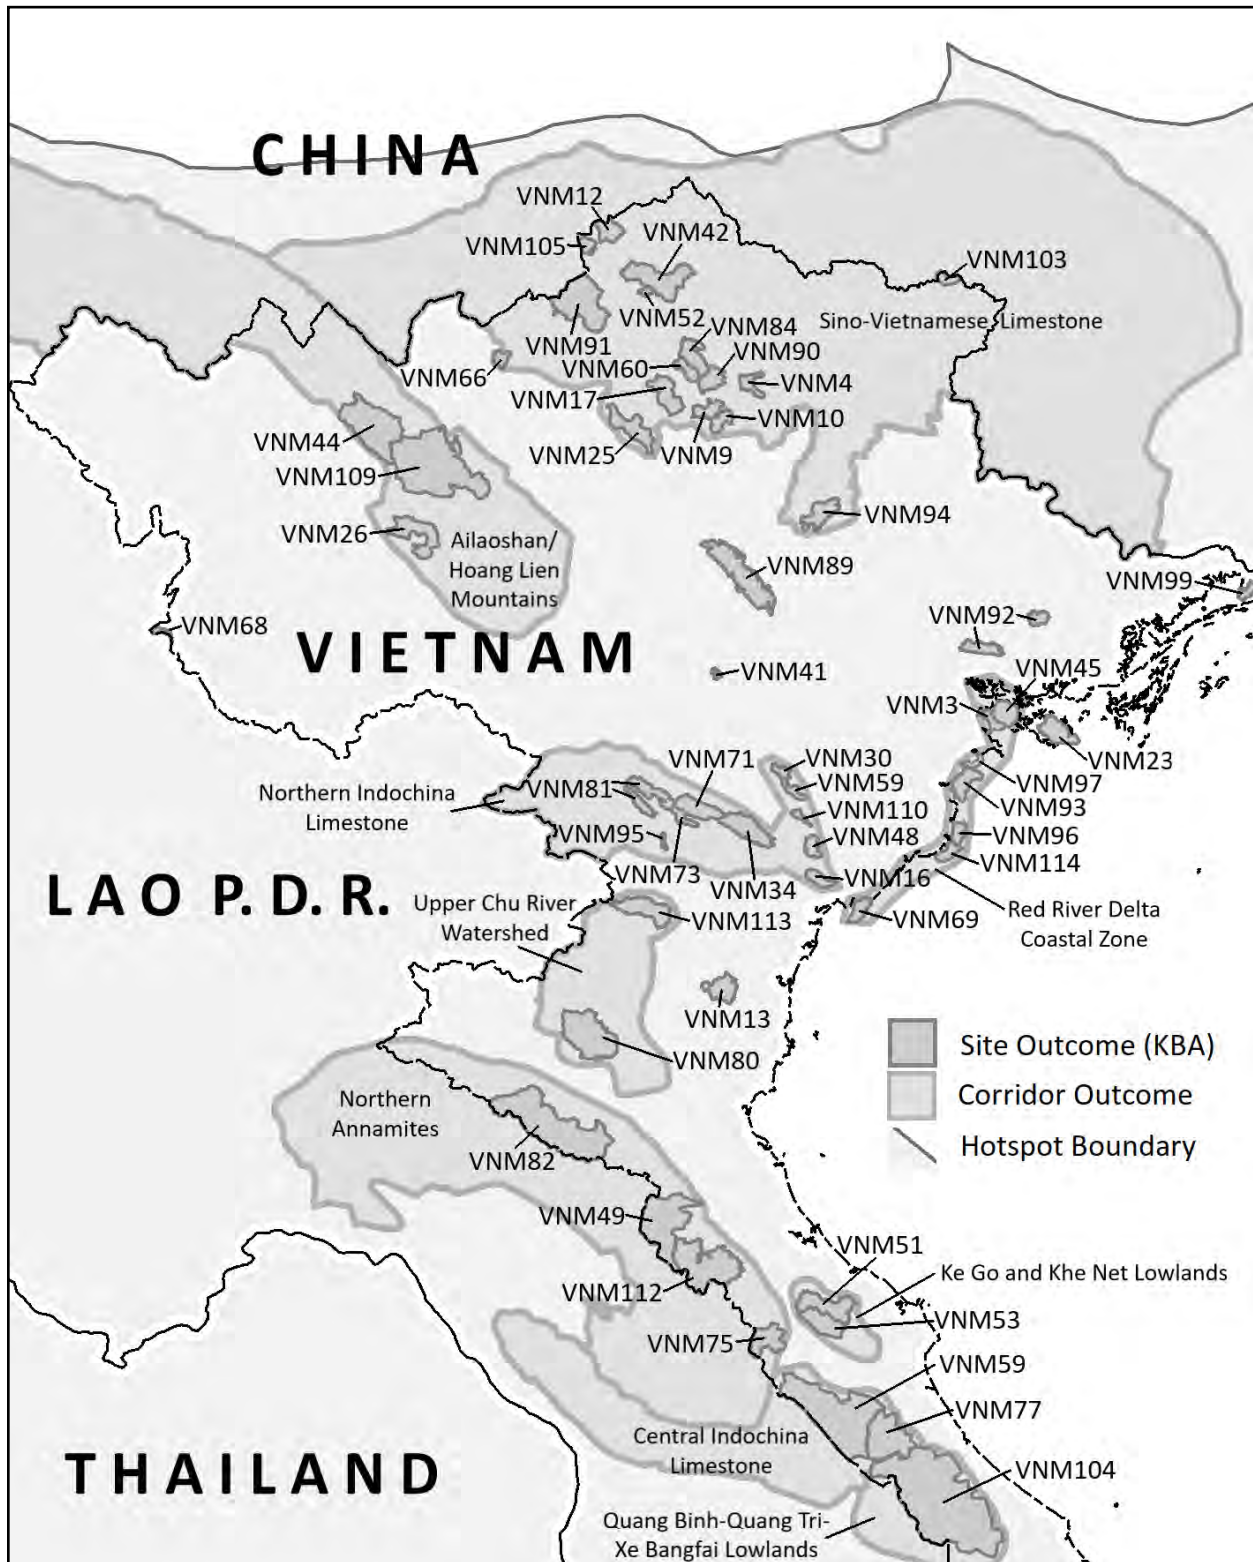 CHINA
VNM12
VNM42
VNM105
VNM103
VNM52
VNM84
Sino-Vietnamese Limestone
VNM91
VNM90
VNM60
VNM66
VNM4
VNM17
VNM10
VNM44
VNM25
VNM9
VNM109
VNM94
VNM26
Ailaoshan/
Hoang Lien
Mountains
VNM89
VNM99
VNM92
VNM68
VIETNAM
VNM41
VNM45
VNM3
VNM71
VNM30
VNM23
VNM59
VNM97
Northern Indochina
Limestone
VNM81
VNM110
VNM93
VNM95
VNM48
VNM96
VNM73
VNM34
VNM16
VNM114
LAO P.D.R.
Upper Chu River
Watershed
VNM113
VNM69
Red River Delta
Coastal Zone
VNM13
VNM80
Site Outcome (KBA)
Corridor Outcome
Hotspot Boundary
Northern
Annamites
VNM82
VNM49
VNM51
Ke Go and Khe Net Lowlands
VNM112
VNM53
VNM75
VNM59
VNM77
Central Indochina
Limestone
THAILAND
VNM104
Quang Binh-Quang Tri-
Xe Bangfai Lowlands